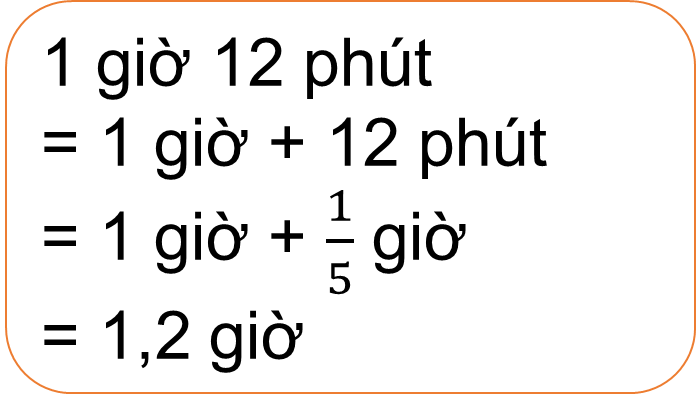 1 giờ 12 phút
= 1 giờ + 12 phút
= 1 giờ + 1/5 giờ
= 1,2 giờ